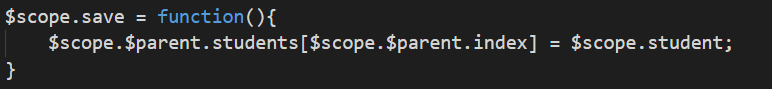 $scope.save = function(){
    $scope.$parent.students[$scope.$parent.index] = $scope.student;
}